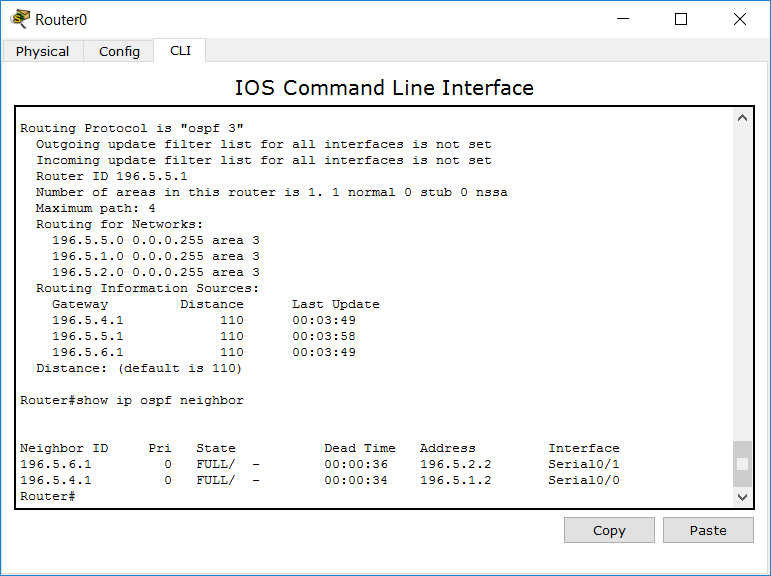 Router0
Physical Config CLI
IOS Command Line Interface
Routing Protocol is "ospf 3"
  Outgoing update filter list for all interfaces is not set
  Incoming update filter list for all interfaces is not set
  Router ID 196.5.5.1
  Number of areas in this router is 1. 1 normal 0 stub 0 nssa
  Maximum path: 4
  Routing for Networks:
    196.5.5.0 0.0.0.255 area 3
    196.5.1.0 0.0.0.255 area 3
    196.5.2.0 0.0.0.255 area 3
  Routing Information Sources:
    Gateway         Distance      Last Update
    196.5.4.1            110      00:03:49
    196.5.5.1            110      00:03:58
    196.5.6.1            110      00:03:49
  Distance: (default is 110)
Router#show ip ospf neighbor
Neighbor ID     Pri   State           Dead Time   Address         Interface
196.5.6.1         0   FULL/  -        00:00:36    196.5.2.2       Serial0/1
196.5.4.1         0   FULL/  -        00:00:34    196.5.1.2       Serial0/0
Router#
Copy Paste